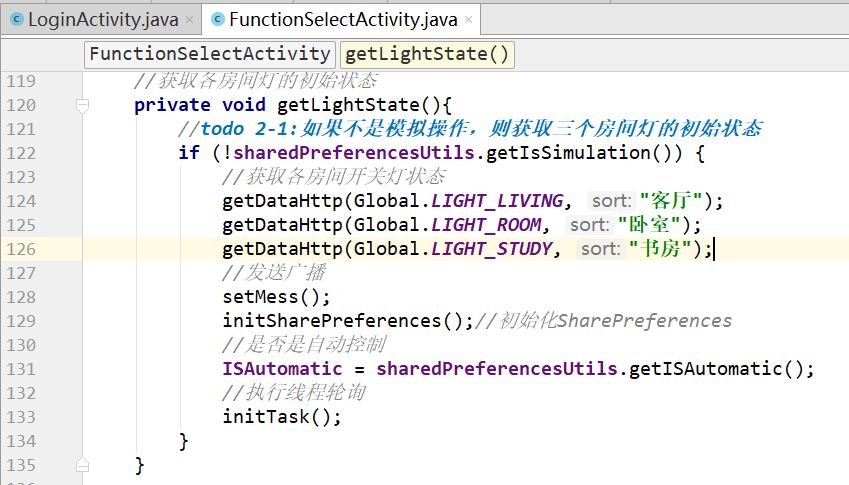 LoginActivity.java × FunctionSelectActivity.java ×
FunctionSelectActivity getLightState()
119 //获取各房间灯的初始状态
120 private void getLightState(){
121 //todo 2-1:如果不是模拟操作，则获取三个房间灯的初始状态
122 if (!sharedPreferencesUtils.getIsSimulation()) {
123 //获取各房间开关灯状态
124 getDataHttp(Global.LIGHT_LIVING, sort: "客厅");
125 getDataHttp(Global.LIGHT_ROOM, sort: "卧室");
126 getDataHttp(Global.LIGHT_STUDY, sort: "书房");
127 //发送广播
128 setMess();
129 initSharePreferences();//初始化SharePreferences
130 //是否是自动控制
131 ISAutomatic = sharedPreferencesUtils.getISAutomatic();
132 //执行线程轮询
133 initTask();
134 }
135 }